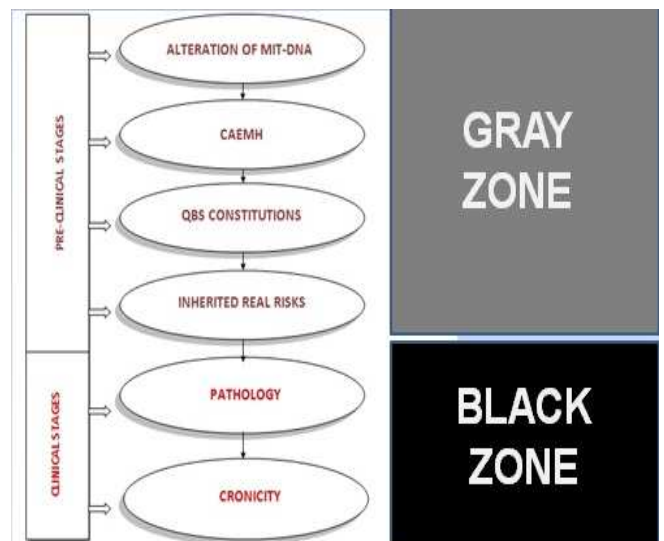 PRE-CLINICAL STAGES
ALTERATION OF MIT-DNA
CAEMH
QBS CONSTITUTIONS
INHERITED REAL RISKS
CLINICAL STAGES
PATHOLOGY
CRONICITY
GRAY
ZONE
BLACK
ZONE